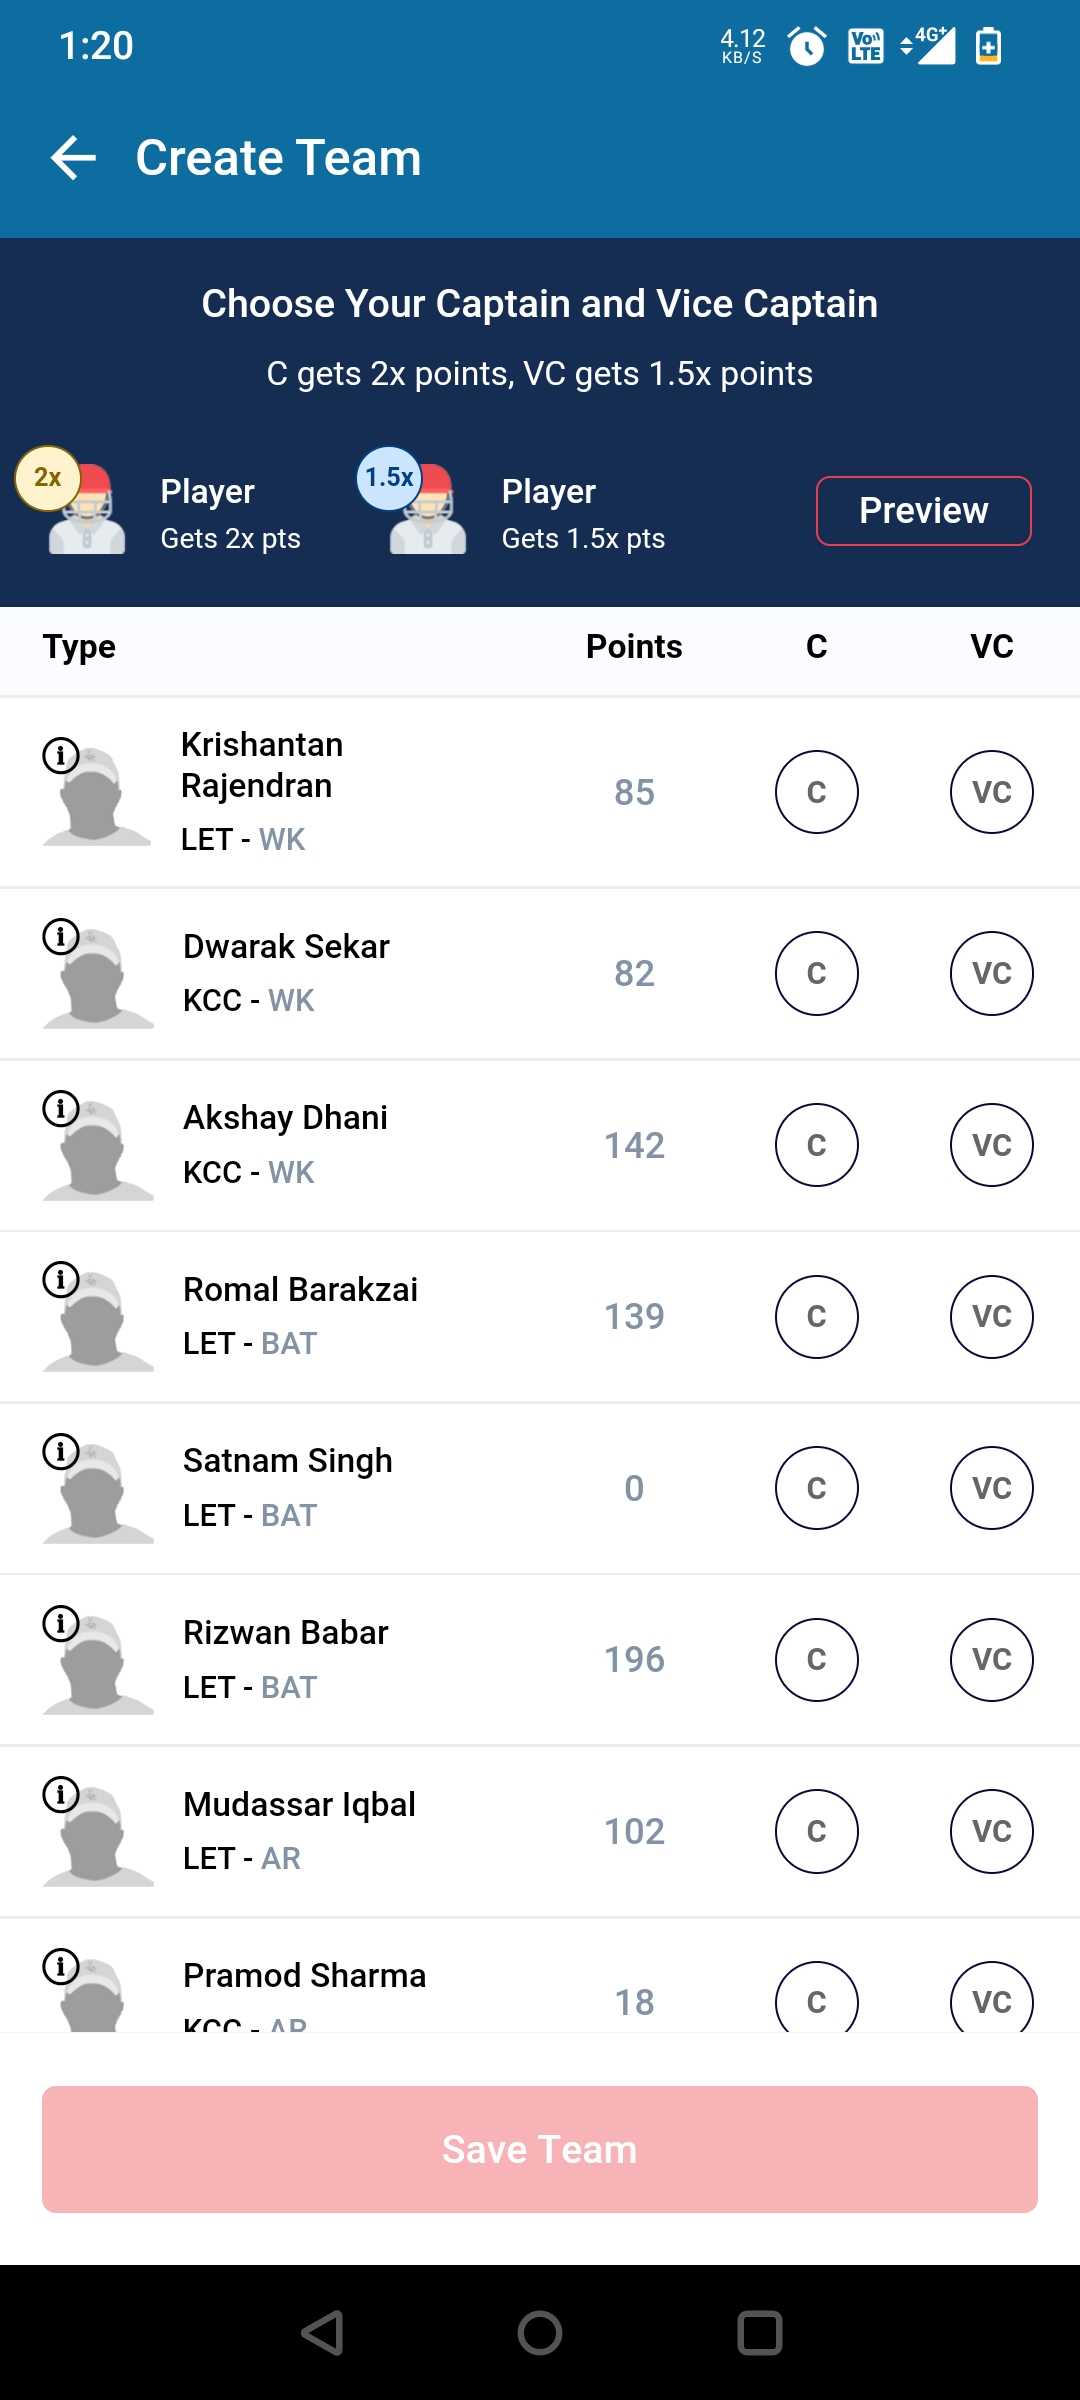 1:20
4.12
KB/S
Vo LTE
4G+
Create Team
Choose Your Captain and Vice Captain
C gets 2x points, VC gets 1.5x points
2x
Player
Gets 2x pts
1.5x
Player
Gets 1.5x pts
Preview
Type Points C VC
Krishantan
Rajendran
LET - WK
85 C VC
Dwarak Sekar
KCC - WK
82 C VC
Akshay Dhani
KCC - WK
142 C VC
Romal Barakzai
LET - BAT
139 C VC
Satnam Singh
LET - BAT
0 C VC
Rizwan Babar
LET - BAT
196 C VC
Mudassar Iqbal
LET - AR
102 C VC
Pramod Sharma
KCC - AR
18 C VC
Save Team